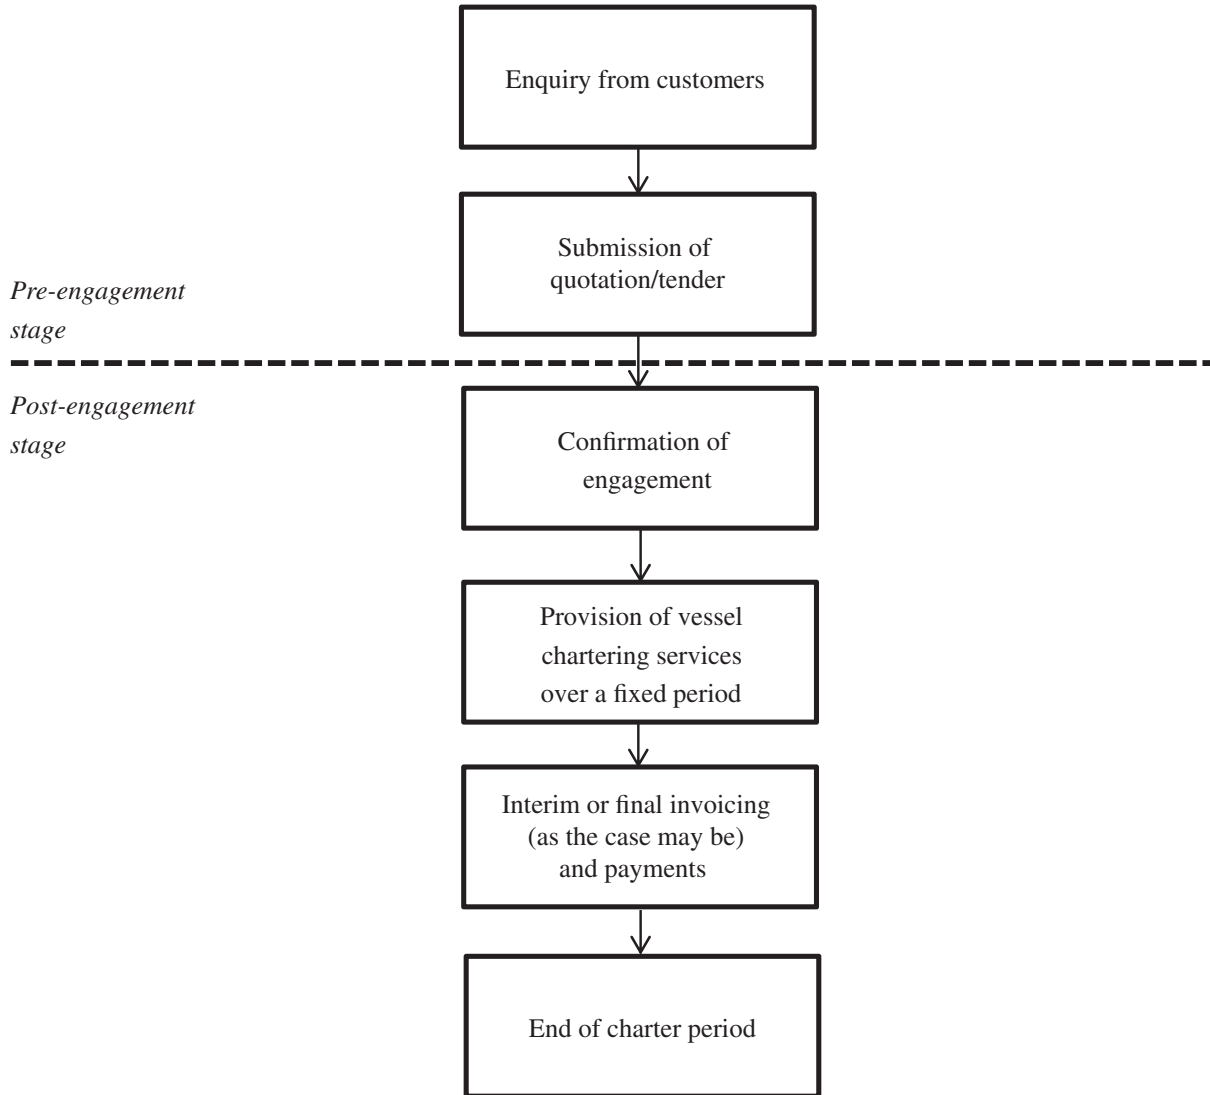 Enquiry from customers
Submission of
quotation/tender
Pre-engagement
stage
Post-engagement
stage
Confirmation of
engagement
Provision of vessel
chartering services
over a fixed period
Interim or final invoicing
(as the case may be)
and payments
End of charter period